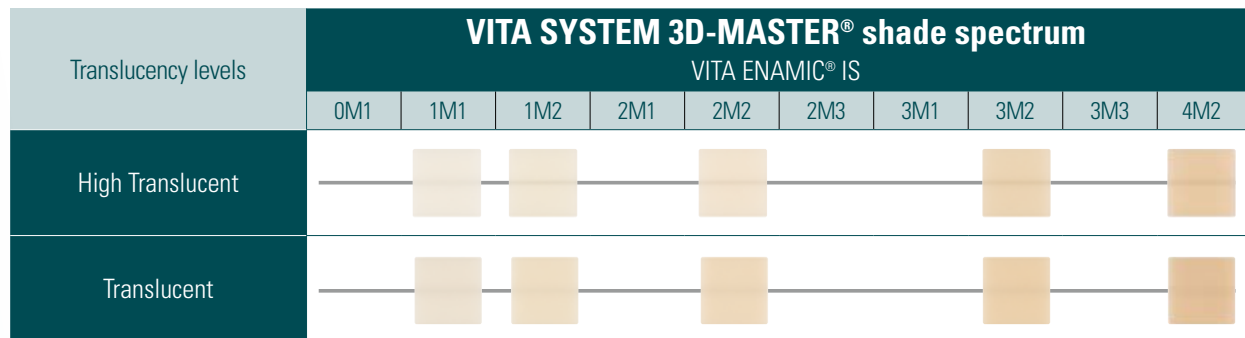 VITA SYSTEM 3D-MASTER® shade spectrum
Translucency levels
VITA ENAMIC® IS
0M1 1M1 1M2 2M1 2M2 2M3 3M1 3M2 3M3 4M2
High Translucent
Translucent